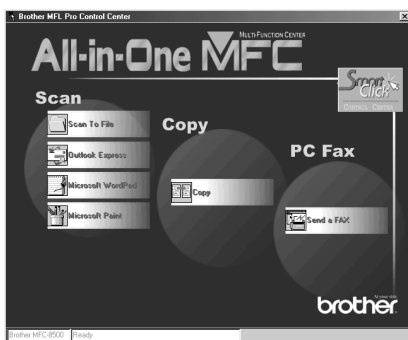 Brother MFL Pro Control Center
MULTI-FUNCTION CENTER
All-in-One MFC
Smart Click
CONTROL CENTER
Scan
Scan To File
Outlook Express
Microsoft WordPad
Microsoft Paint
Copy
Copy
PC Fax
Send a FAX
brother
Brother MFC-8500 Ready